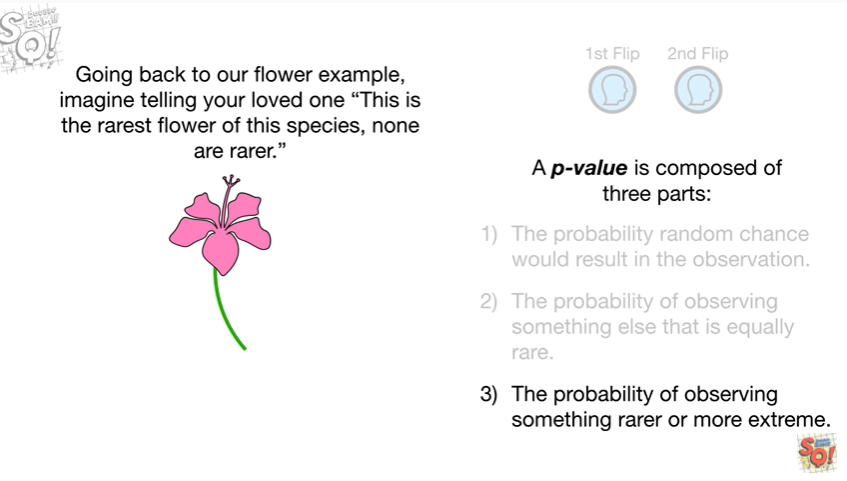 SQ!
Going back to our flower example,
imagine telling your loved one “This is
the rarest flower of this species, none
are rarer.”
1st Flip 2nd Flip
A p-value is composed of
three parts:
1) The probability random chance
would result in the observation.
2) The probability of observing
something else that is equally
rare.
3) The probability of observing
something rarer or more extreme.
SQ!